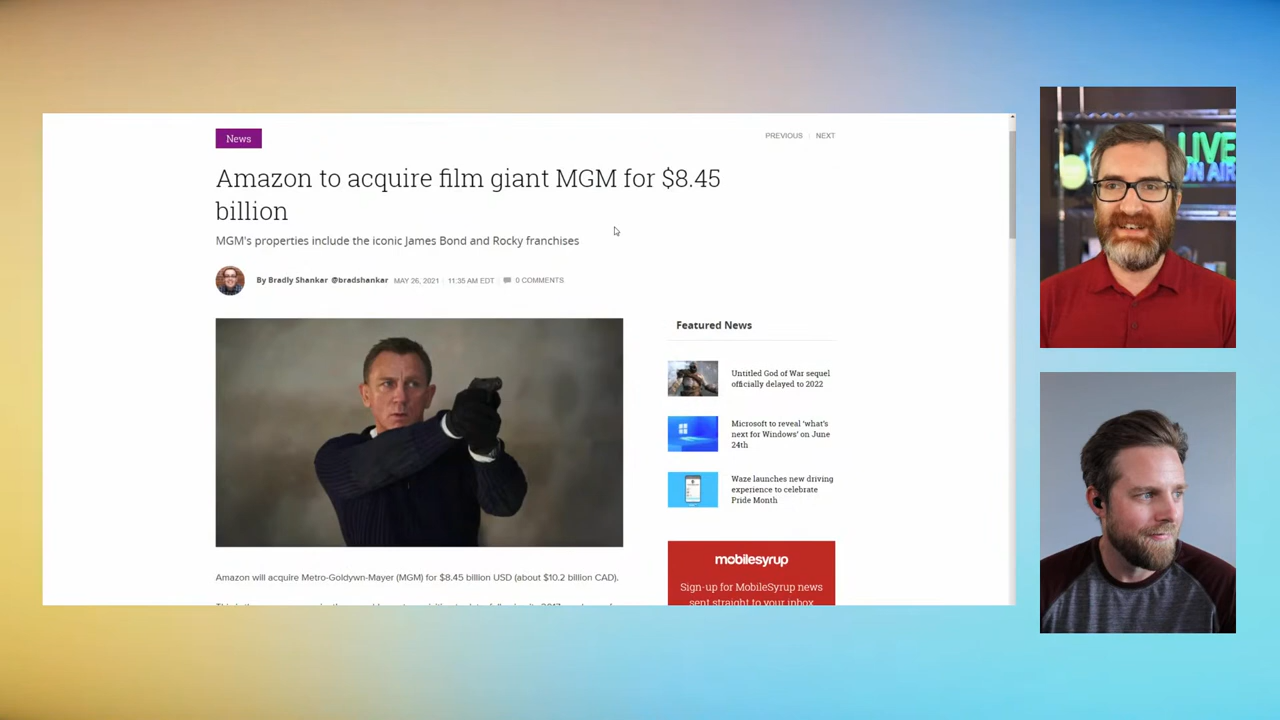 News
PREVIOUS / NEXT
Amazon to acquire film giant MGM for $8.45
billion
MGM's properties include the iconic James Bond and Rocky franchises
By Bradly Shankar @bradshankar MAY 26, 2021 11:35 AM EDT 0 COMMENTS
Featured News
Untitled God of War sequel
officially delayed to 2022
Microsoft to reveal 'what's
next for Windows' on June
24th
Waze launches new driving
experience to celebrate
Pride Month
mobilesyrup
Sign-up for MobileSyrup news
sent straight to your inbox
Amazon will acquire Metro-Goldwyn-Mayer (MGM) for $8.45 billion USD (about $10.2 billion CAD).
LIVE
ON AIR